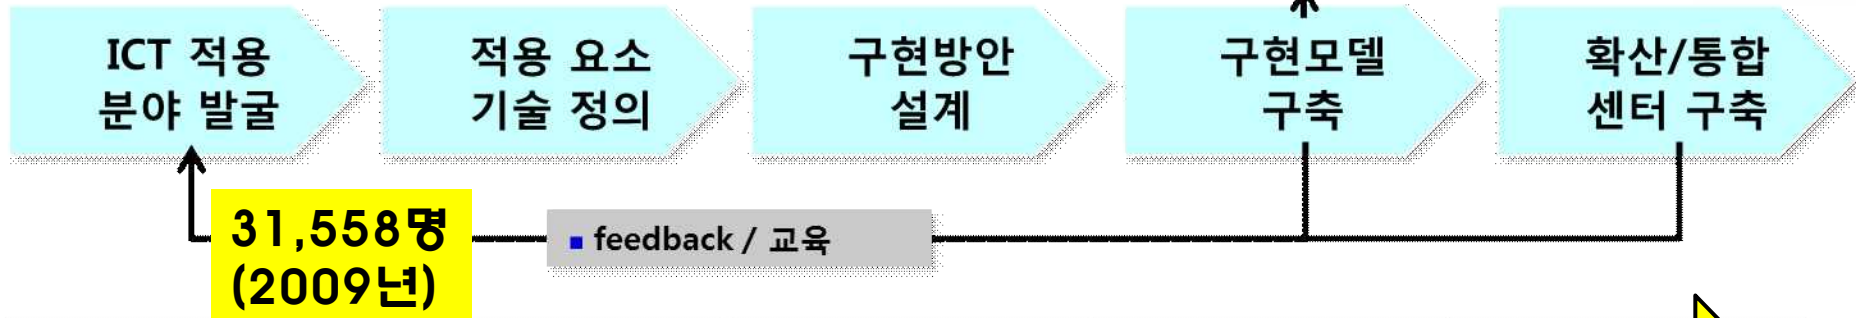 ICT 적용
분야 발굴
적용 요소
기술 정의
구현방안
설계
구현모델
구축
확산/통합
센터 구축
31,558명
(2009년)
feedback / 교육